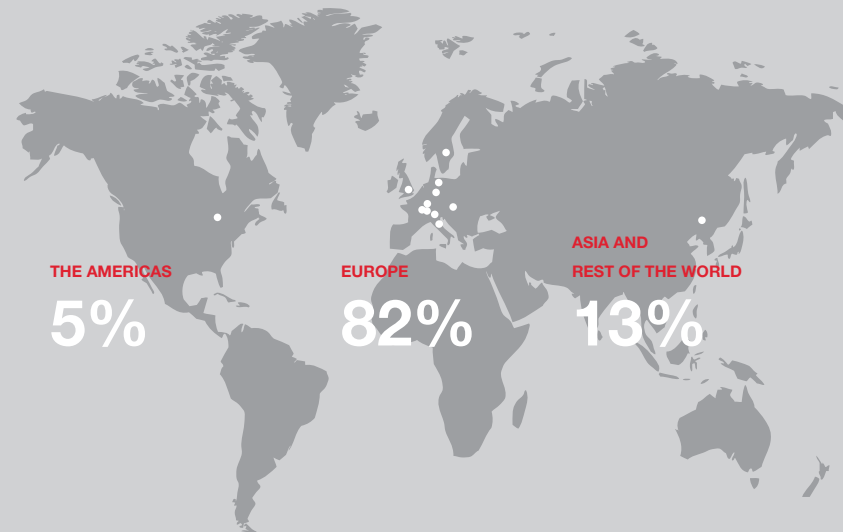 THE AMERICAS
5%
EUROPE
82%
ASIA AND
REST OF THE WORLD
13%